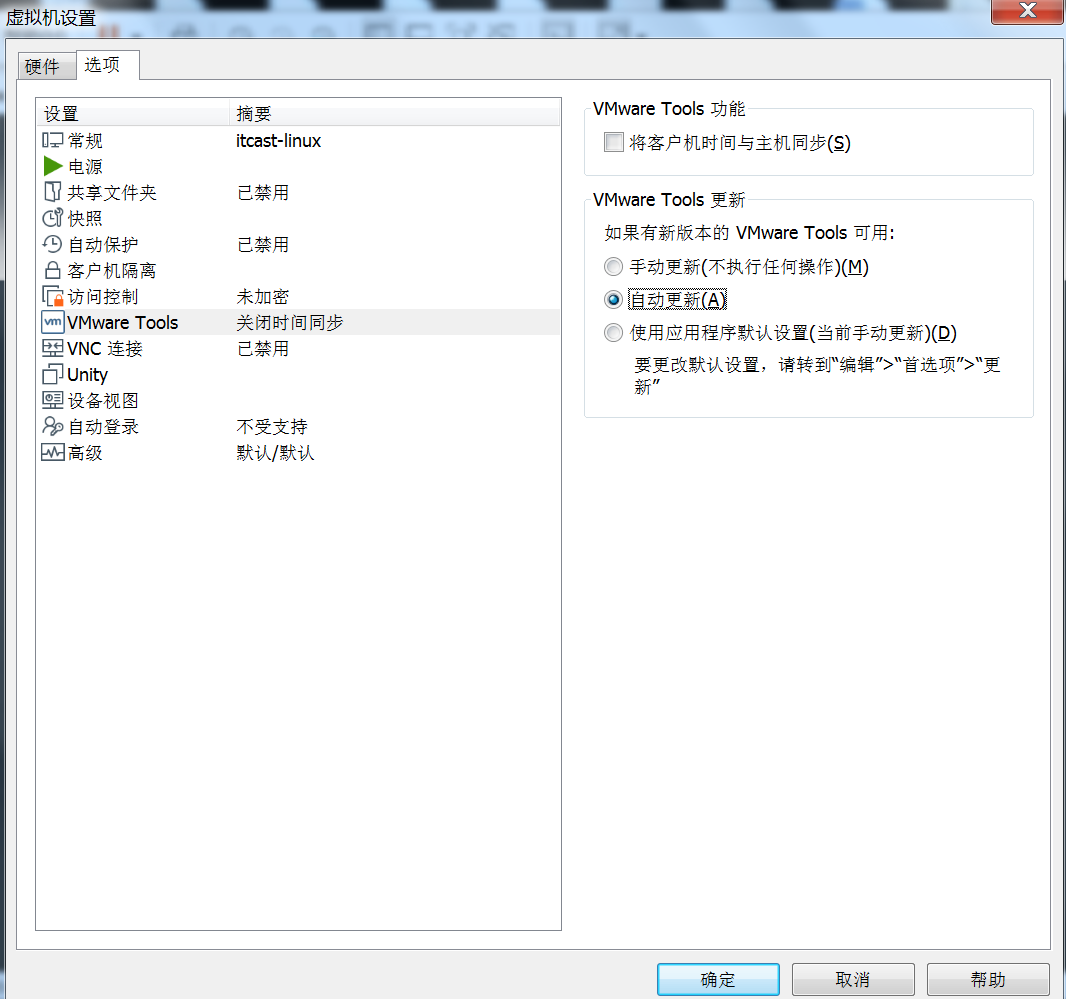 虚拟机设置
硬件 选项
设置 摘要
常规 itcast-linux
电源
共享文件夹 已禁用
快照
自动保护 已禁用
客户机隔离
访问控制 未加密
vm VMware Tools 关闭时间同步
VNC 连接 已禁用
Unity
设备视图
自动登录 不受支持
高级 默认/默认
VMware Tools 功能
将客户机时间与主机同步(S)
VMware Tools 更新
如果有新版本的 VMware Tools 可用:
手动更新(不执行任何操作)(M)
自动更新(A)
使用应用程序默认设置(当前手动更新)(D)
要更改默认设置，请转到“编辑”>“首选项”>“更
新”
确定 取消 帮助